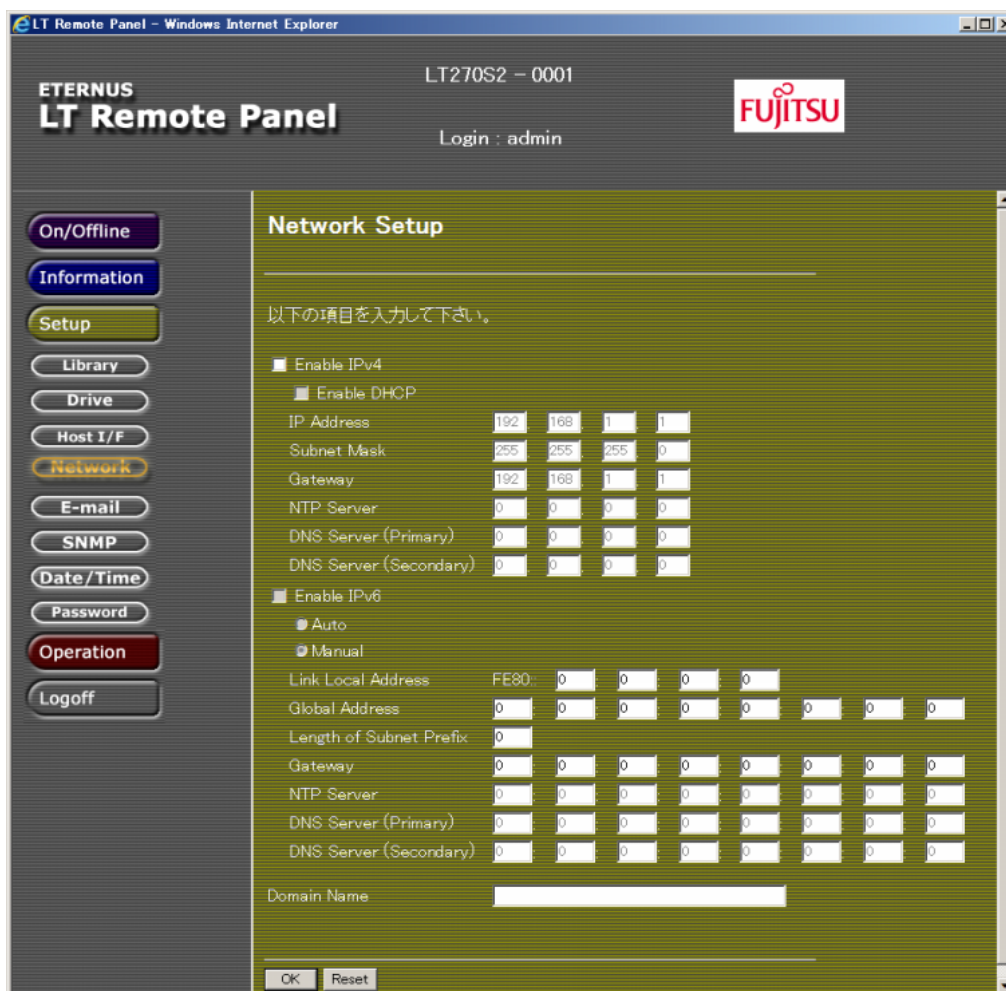 LT Remote Panel - Windows Internet Explorer
ETERNUS
LT Remote Panel
LT270S2 - 0001
Login : admin
FUJITSU
On/Offline
Information
Setup
Library
Drive
Host I/F
Network
E-mail
SNMP
Date/Time
Password
Operation
Logoff
Network Setup
以下の項目を入力して下さい。
Enable IPv4
Enable DHCP
IP Address 192 . 168 . 1 . 1
Subnet Mask 255 . 255 . 255 . 0
Gateway 192 . 168 . 1 . 1
NTP Server 0 . 0 . 0 . 0
DNS Server (Primary) 0 . 0 . 0 . 0
DNS Server (Secondary) 0 . 0 . 0 . 0
Enable IPv6
Auto
Manual
Link Local Address FE80:: 0 : 0 : 0 : 0
Global Address 0 : 0 : 0 : 0 : 0 : 0 : 0 : 0
Length of Subnet Prefix 0
Gateway 0 : 0 : 0 : 0 : 0 : 0 : 0 : 0
NTP Server 0 : 0 : 0 : 0 : 0 : 0 : 0 : 0
DNS Server (Primary) 0 : 0 : 0 : 0 : 0 : 0 : 0 : 0
DNS Server (Secondary) 0 : 0 : 0 : 0 : 0 : 0 : 0 : 0
Domain Name
OK Reset